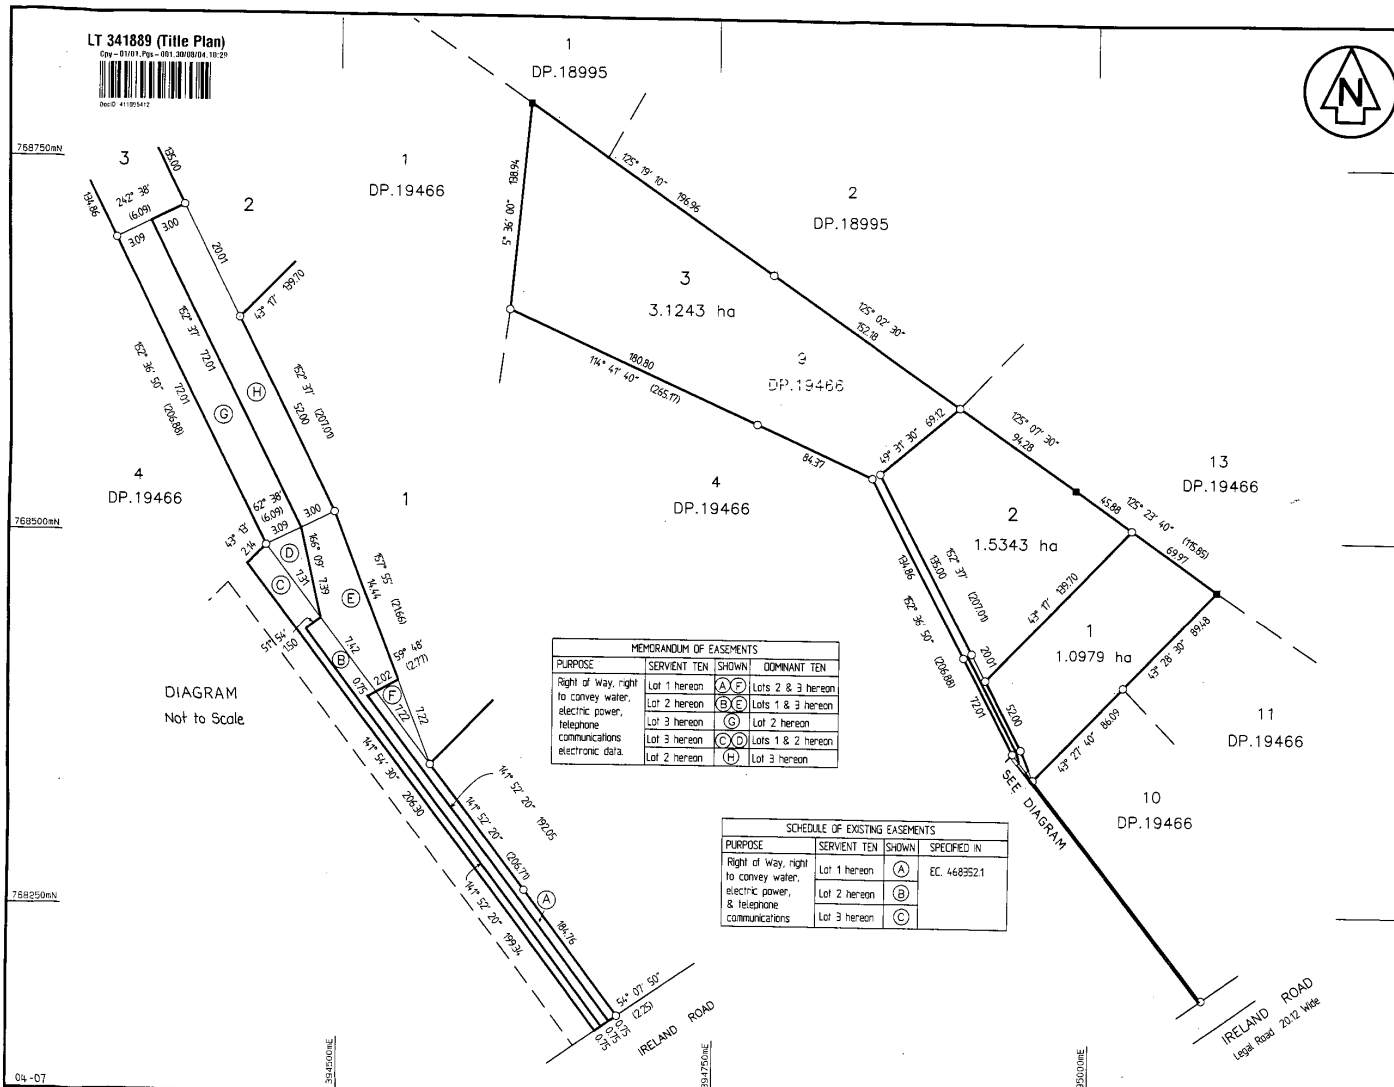 LT 341889 (Title Plan)
Cpy - 01/01, Pgs - 001, 30/08/04, 10:29
DocID: 411895412
N
768750mN
768500mN
768250mN
394500mE
394750mE
395000mE
04-07
1
DP.18995
2
DP.18995
1
DP.19466
3
3.1243 ha
9
DP.19466
4
DP.19466
2
1.5343 ha
1
1.0979 ha
13
DP.19466
11
DP.19466
10
DP.19466
5° 36' 00" 138.94
125° 19' 10" 196.96
125° 02' 30"
152.18
180.80
114° 41' 40" (265.17)
84.37
49° 31' 30" 69.12
125° 07' 30"
94.28
45.88
125° 23' 40"
(115.85)
69.97
43° 17' 139.70
43° 28' 30" 89.48
43° 27' 40" 86.09
152° 37' (207.01)
135.00
134.86
152° 36' 50" (206.88)
20.01
72.01
52.00
SEE DIAGRAM
IRELAND ROAD
Legal Road 20.12 Wide
3
135.00
134.86
242° 38'
(6.09)
3.09
3.00
2
20.01
43° 17' 139.70
152° 37' 72.01
152° 36' 50" 72.01
(206.88)
G
H
152° 37' (207.01)
52.00
4
DP.19466
1
62° 38'
(6.09)
3.09
3.00
43° 13'
2.14
D
7.31
C
166° 09' 7.39
E
157° 55' (21.66)
14.44
51° 54'
1.50
B
7.42
0.75
59° 48'
(2.77)
2.02
F
7.22
7.22
DIAGRAM
Not to Scale
141° 54' 30" 206.30
141° 52' 20" 192.05
141° 52' 20" (206.71)
141° 52' 20" 199.34
A
184.76
54° 07' 50"
(2.25)
0.75
0.75
0.75
IRELAND ROAD
MEMORANDUM OF EASEMENTS
PURPOSE SERVIENT TEN SHOWN DOMINANT TEN
Right of Way, right Lot 1 hereon A F Lots 2 & 3 hereon
to convey water, Lot 2 hereon B E Lots 1 & 3 hereon
electric power,
telephone Lot 3 hereon G Lot 2 hereon
communications Lot 3 hereon C D Lots 1 & 2 hereon
electronic data. Lot 2 hereon H Lot 3 hereon
SCHEDULE OF EXISTING EASEMENTS
PURPOSE SERVIENT TEN SHOWN SPECIFIED IN
Right of Way, right Lot 1 hereon A EC. 468352.1
to convey water,
electric power, Lot 2 hereon B
& telephone
communications Lot 3 hereon C